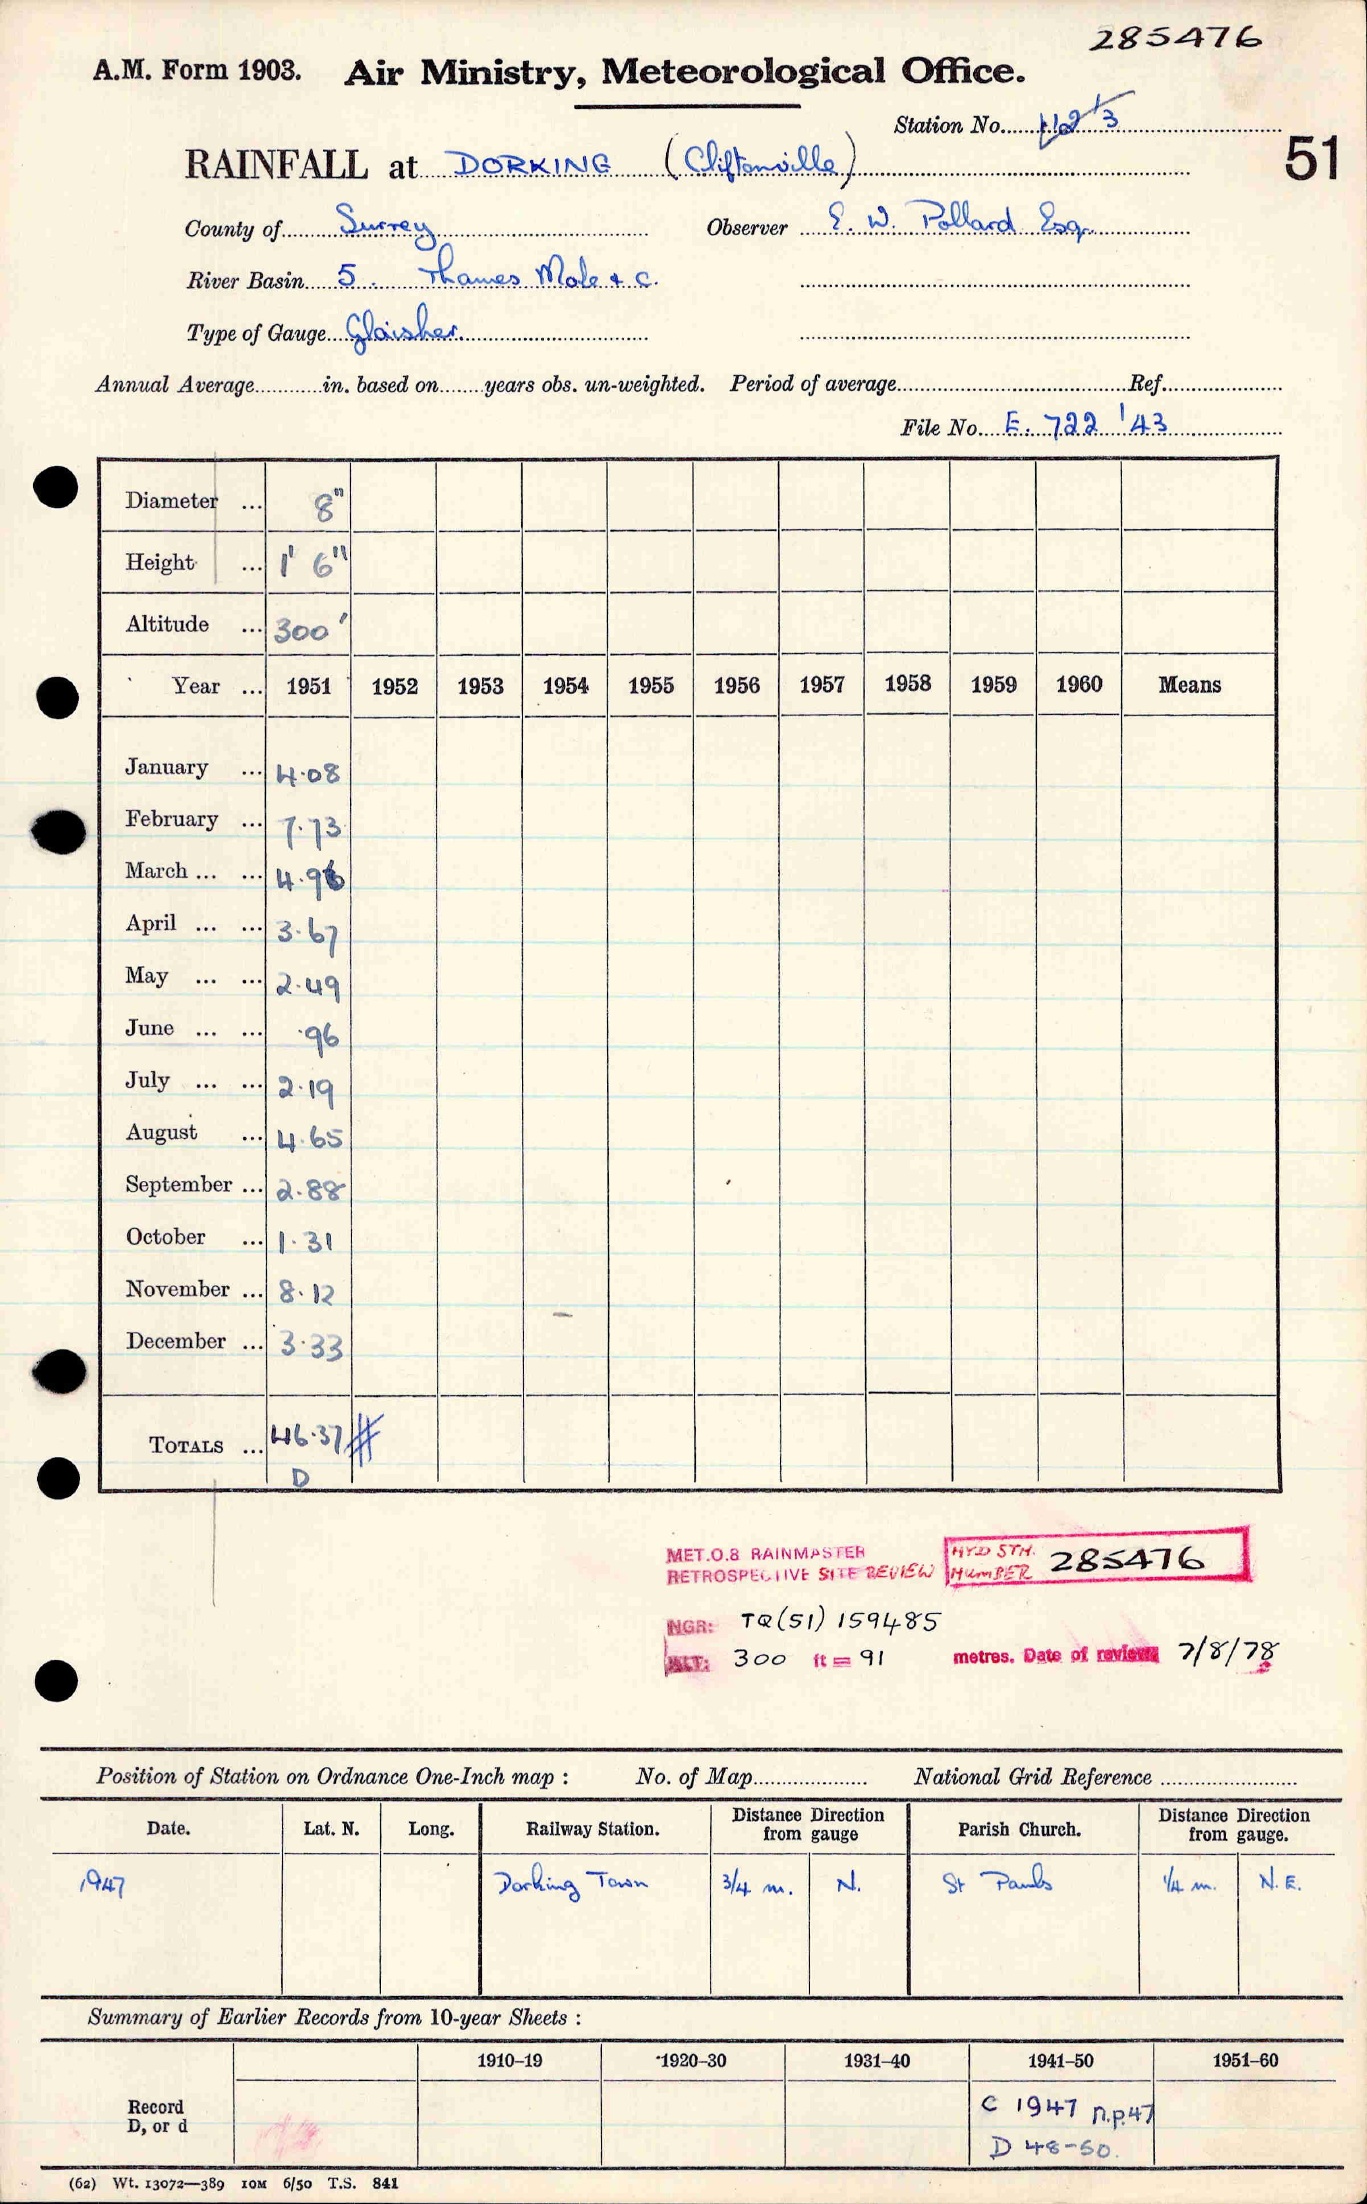 285476
A.M. Form 1903. Air Ministry, Meteorological Office.
Station No. 1/3
51
RAINFALL at DORKING (Cliftonville)
County of Surrey Observer E. W. Pollard Esq.
River Basin 5. Thames Mole & c.
Type of Gauge Glaisher
Annual Average in. based on years obs. un-weighted. Period of average Ref.
File No. E. 722 '43
Diameter ... 8"
Height ... 1' 6"
Altitude ... 300'
Year ... 1951 1952 1953 1954 1955 1956 1957 1958 1959 1960 Means
January ... 4.08
February ... 7.73
March ... ... 4.96
April ... ... 3.67
May ... ... 2.49
June ... ... .96
July ... ... 2.19
August ... 4.65
September ... 2.88
October ... 1.31
November ... 8.12
December ... 3.33
TOTALS ... 46.37 #
D
MET.O.8 RAINMASTER
RETROSPECTIVE SITE REVIEW
HYD STN. NUMBER 285476
NGR: TQ(51) 159485
ALT: 300 ft = 91 metres. Date of review 7/8/78
Position of Station on Ordnance One-Inch map : No. of Map National Grid Reference
Date. Lat. N. Long. Railway Station. Distance Direction from gauge Parish Church. Distance Direction from gauge.
1947 Dorking Town 3/4 m. N. St Pauls 1/4 m. N.E.
Summary of Earlier Records from 10-year Sheets :
1910–19 1920–30 1931–40 1941–50 1951–60
Record
D, or d
C 1947 n.p.47
D 48-50.
(62) Wt. 13072—389 10M 6/50 T.S. 841